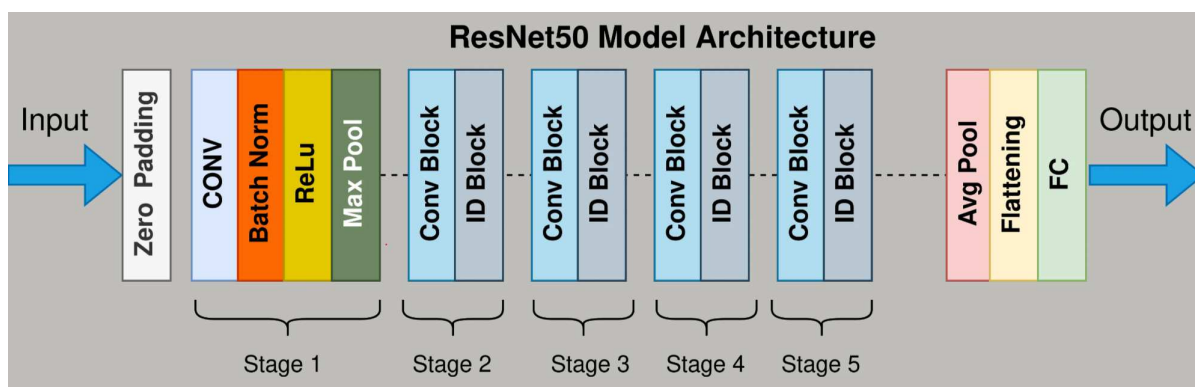 ResNet50 Model Architecture
Input
Zero Padding
CONV
Batch Norm
ReLu
Max Pool
Conv Block
ID Block
Conv Block
ID Block
Conv Block
ID Block
Conv Block
ID Block
Avg Pool
Flattening
FC
Output
Stage 1
Stage 2
Stage 3
Stage 4
Stage 5